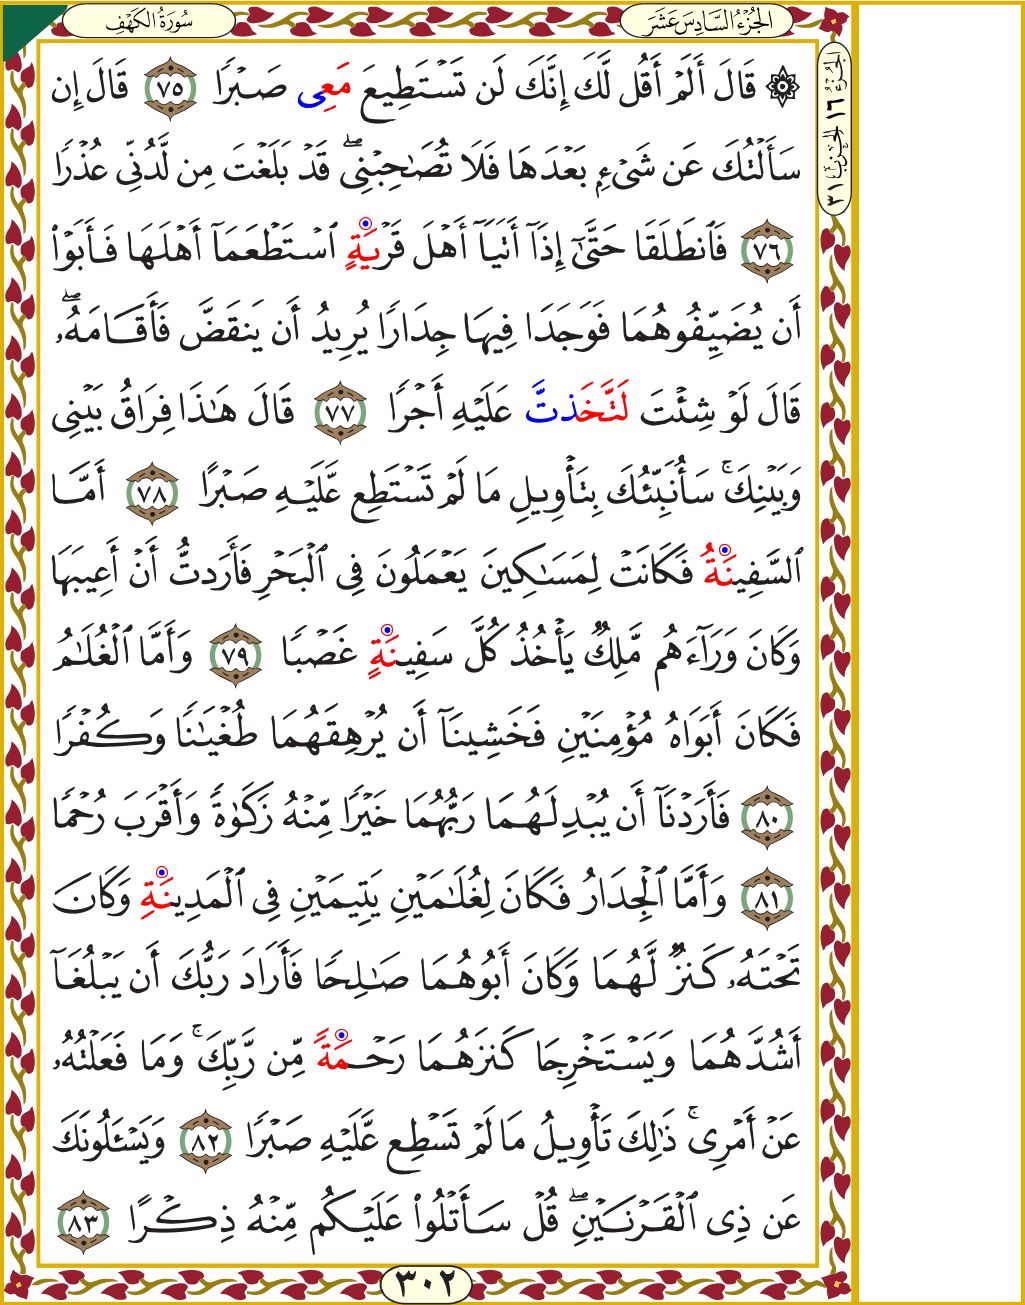 سُورَةُ الكَهْفِ
الجُزْءُ السَّادِسَ عَشَرَ
الجزء ١٦ الحزب ٣١
۞ قَالَ أَلَمْ أَقُل لَّكَ إِنَّكَ لَن تَسْتَطِيعَ مَعِى صَبْرًا ٧٥ قَالَ إِن
سَأَلْتُكَ عَن شَىْءٍ بَعْدَهَا فَلَا تُصَٰحِبْنِى ۖ قَدْ بَلَغْتَ مِن لَّدُنِّى عُذْرًا
٧٦ فَٱنطَلَقَا حَتَّىٰٓ إِذَآ أَتَيَآ أَهْلَ قَرْيَةٍ ٱسْتَطْعَمَآ أَهْلَهَا فَأَبَوْا۟
أَن يُضَيِّفُوهُمَا فَوَجَدَا فِيهَا جِدَارًا يُرِيدُ أَن يَنقَضَّ فَأَقَامَهُۥ ۖ
قَالَ لَوْ شِئْتَ لَتَّخَذتَّ عَلَيْهِ أَجْرًا ٧٧ قَالَ هَٰذَا فِرَاقُ بَيْنِى
وَبَيْنِكَ ۚ سَأُنَبِّئُكَ بِتَأْوِيلِ مَا لَمْ تَسْتَطِع عَّلَيْهِ صَبْرًا ٧٨ أَمَّا
ٱلسَّفِينَةُ فَكَانَتْ لِمَسَٰكِينَ يَعْمَلُونَ فِى ٱلْبَحْرِ فَأَرَدتُّ أَنْ أَعِيبَهَا
وَكَانَ وَرَآءَهُم مَّلِكٌ يَأْخُذُ كُلَّ سَفِينَةٍ غَصْبًا ٧٩ وَأَمَّا ٱلْغُلَٰمُ
فَكَانَ أَبَوَاهُ مُؤْمِنَيْنِ فَخَشِينَآ أَن يُرْهِقَهُمَا طُغْيَٰنًا وَكُفْرًا
٨٠ فَأَرَدْنَآ أَن يُبْدِلَهُمَا رَبُّهُمَا خَيْرًا مِّنْهُ زَكَوٰةً وَأَقْرَبَ رُحْمًا
٨١ وَأَمَّا ٱلْجِدَارُ فَكَانَ لِغُلَٰمَيْنِ يَتِيمَيْنِ فِى ٱلْمَدِينَةِ وَكَانَ
تَحْتَهُۥ كَنزٌ لَّهُمَا وَكَانَ أَبُوهُمَا صَٰلِحًا فَأَرَادَ رَبُّكَ أَن يَبْلُغَآ
أَشُدَّهُمَا وَيَسْتَخْرِجَا كَنزَهُمَا رَحْمَةً مِّن رَّبِّكَ ۚ وَمَا فَعَلْتُهُۥ
عَنْ أَمْرِى ۚ ذَٰلِكَ تَأْوِيلُ مَا لَمْ تَسْطِع عَّلَيْهِ صَبْرًا ٨٢ وَيَسْـَٔلُونَكَ
عَن ذِى ٱلْقَرْنَيْنِ ۖ قُلْ سَأَتْلُوا۟ عَلَيْكُم مِّنْهُ ذِكْرًا ٨٣
٣٠٢